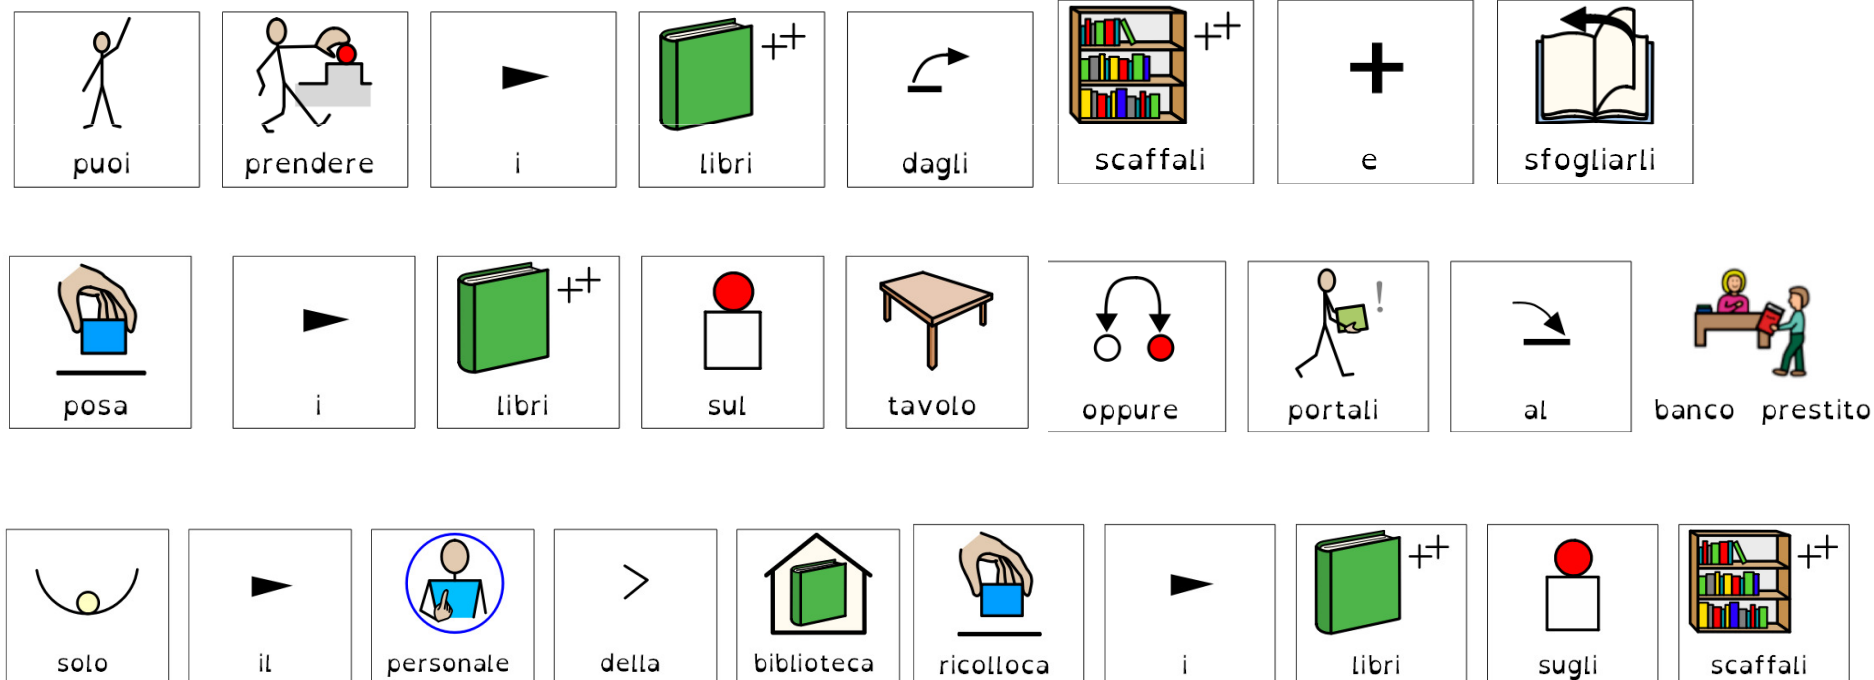 puoi prendere i libri dagli scaffali e sfogliarli
posa i libri sul tavolo oppure portali al banco prestito
solo il personale della biblioteca ricolloca i libri sugli scaffali